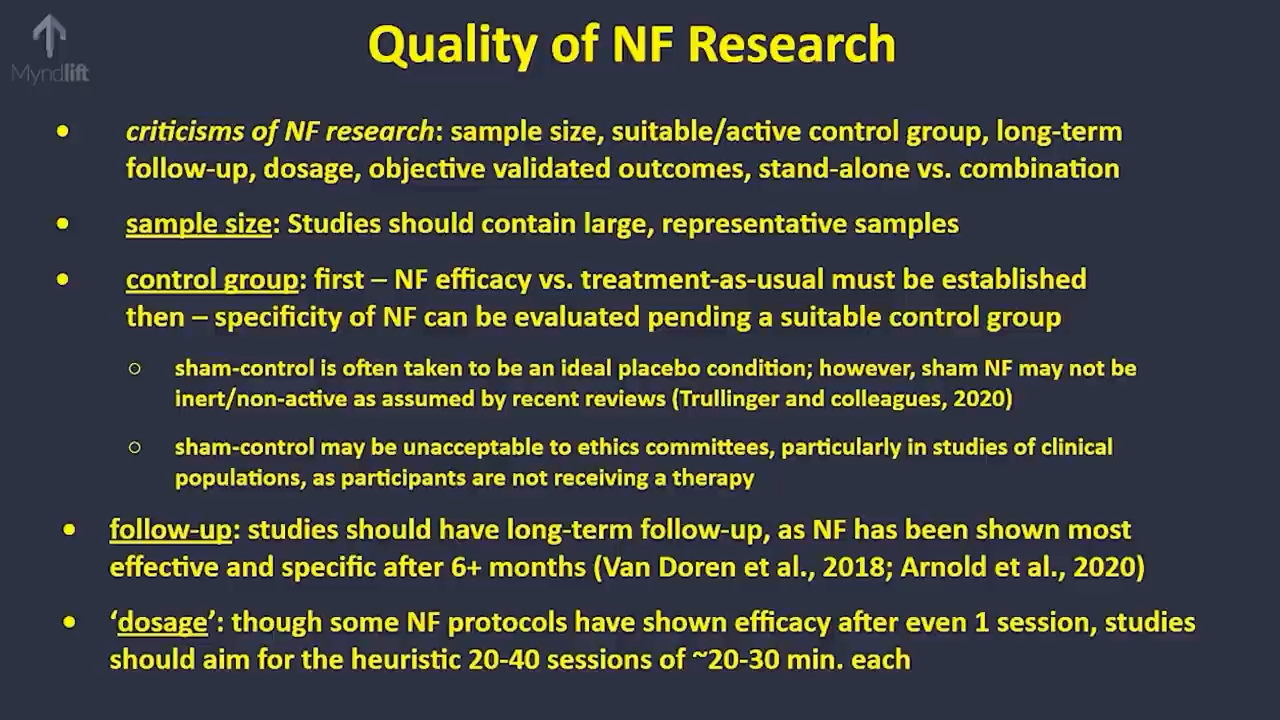 Myndlift
Quality of NF Research
• criticisms of NF research: sample size, suitable/active control group, long-term
follow-up, dosage, objective validated outcomes, stand-alone vs. combination
• sample size: Studies should contain large, representative samples
• control group: first – NF efficacy vs. treatment-as-usual must be established
then – specificity of NF can be evaluated pending a suitable control group
○ sham-control is often taken to be an ideal placebo condition; however, sham NF may not be
inert/non-active as assumed by recent reviews (Trullinger and colleagues, 2020)
○ sham-control may be unacceptable to ethics committees, particularly in studies of clinical
populations, as participants are not receiving a therapy
• follow-up: studies should have long-term follow-up, as NF has been shown most
effective and specific after 6+ months (Van Doren et al., 2018; Arnold et al., 2020)
• ‘dosage’: though some NF protocols have shown efficacy after even 1 session, studies
should aim for the heuristic 20-40 sessions of ~20-30 min. each